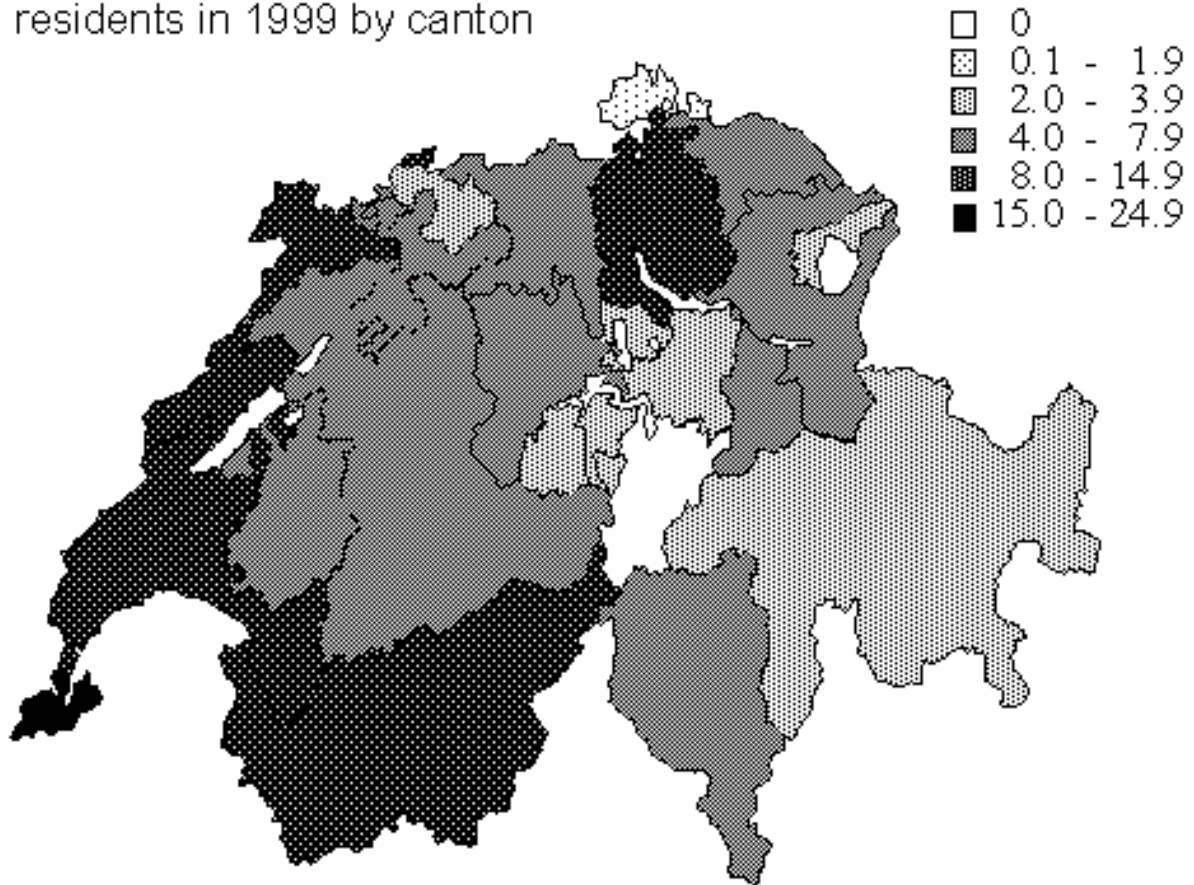 residents in 1999 by canton
0
0.1 - 1.9
2.0 - 3.9
4.0 - 7.9
8.0 - 14.9
15.0 - 24.9